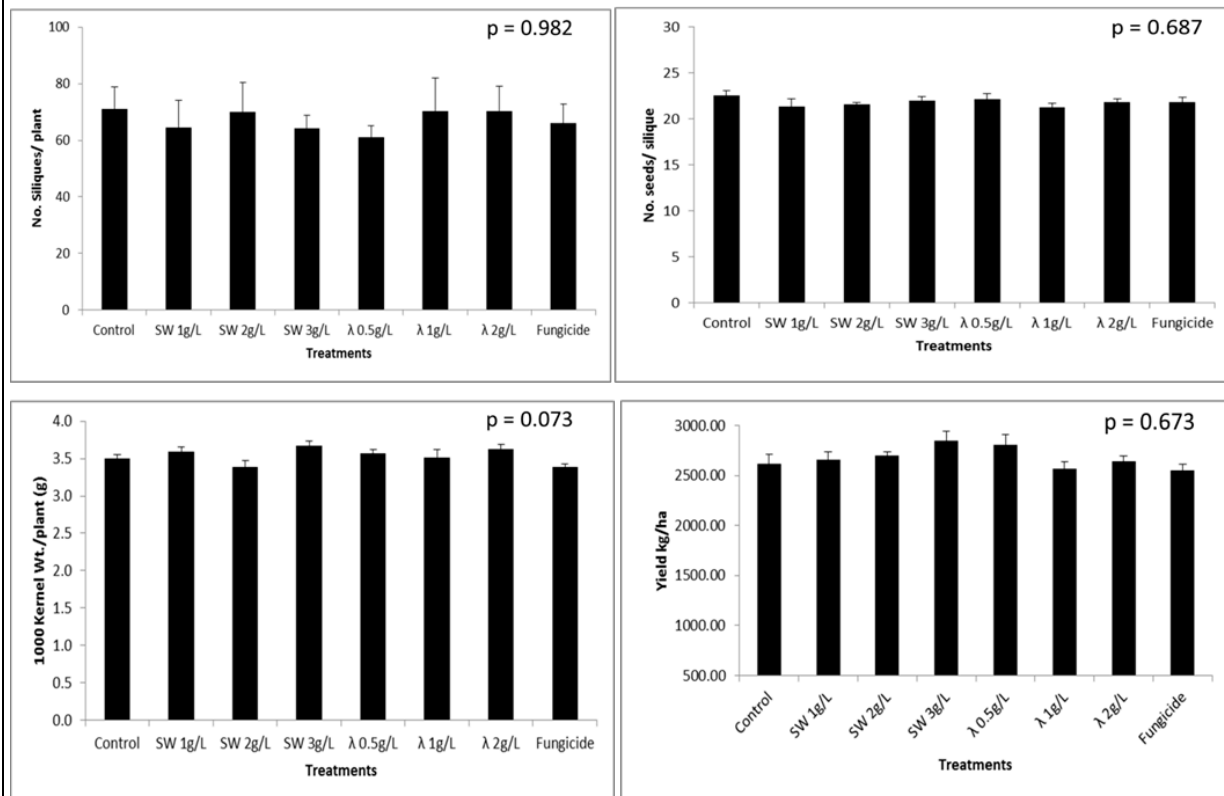 p = 0.982
No. Siliques/ plant
100
80
60
40
20
0
Control SW 1g/L SW 2g/L SW 3g/L λ 0.5g/L λ 1g/L λ 2g/L Fungicide
Treatments
p = 0.687
No. seeds/ silique
30
25
20
15
10
5
0
Control SW 1g/L SW 2g/L SW 3g/L λ 0.5g/L λ 1g/L λ 2g/L Fungicide
Treatments
p = 0.073
1000 Kernel Wt./plant (g)
4.0
3.5
3.0
2.5
2.0
1.5
1.0
0.5
0.0
Control SW 1g/L SW 2g/L SW 3g/L λ 0.5g/L λ 1g/L λ 2g/L Fungicide
Treatments
p = 0.673
Yield kg/ha
3000.00
2500.00
2000.00
1500.00
1000.00
500.00
Control SW 1g/L SW 2g/L SW 3g/L λ 0.5g/L λ 1g/L λ 2g/L Fungicide
Treatments